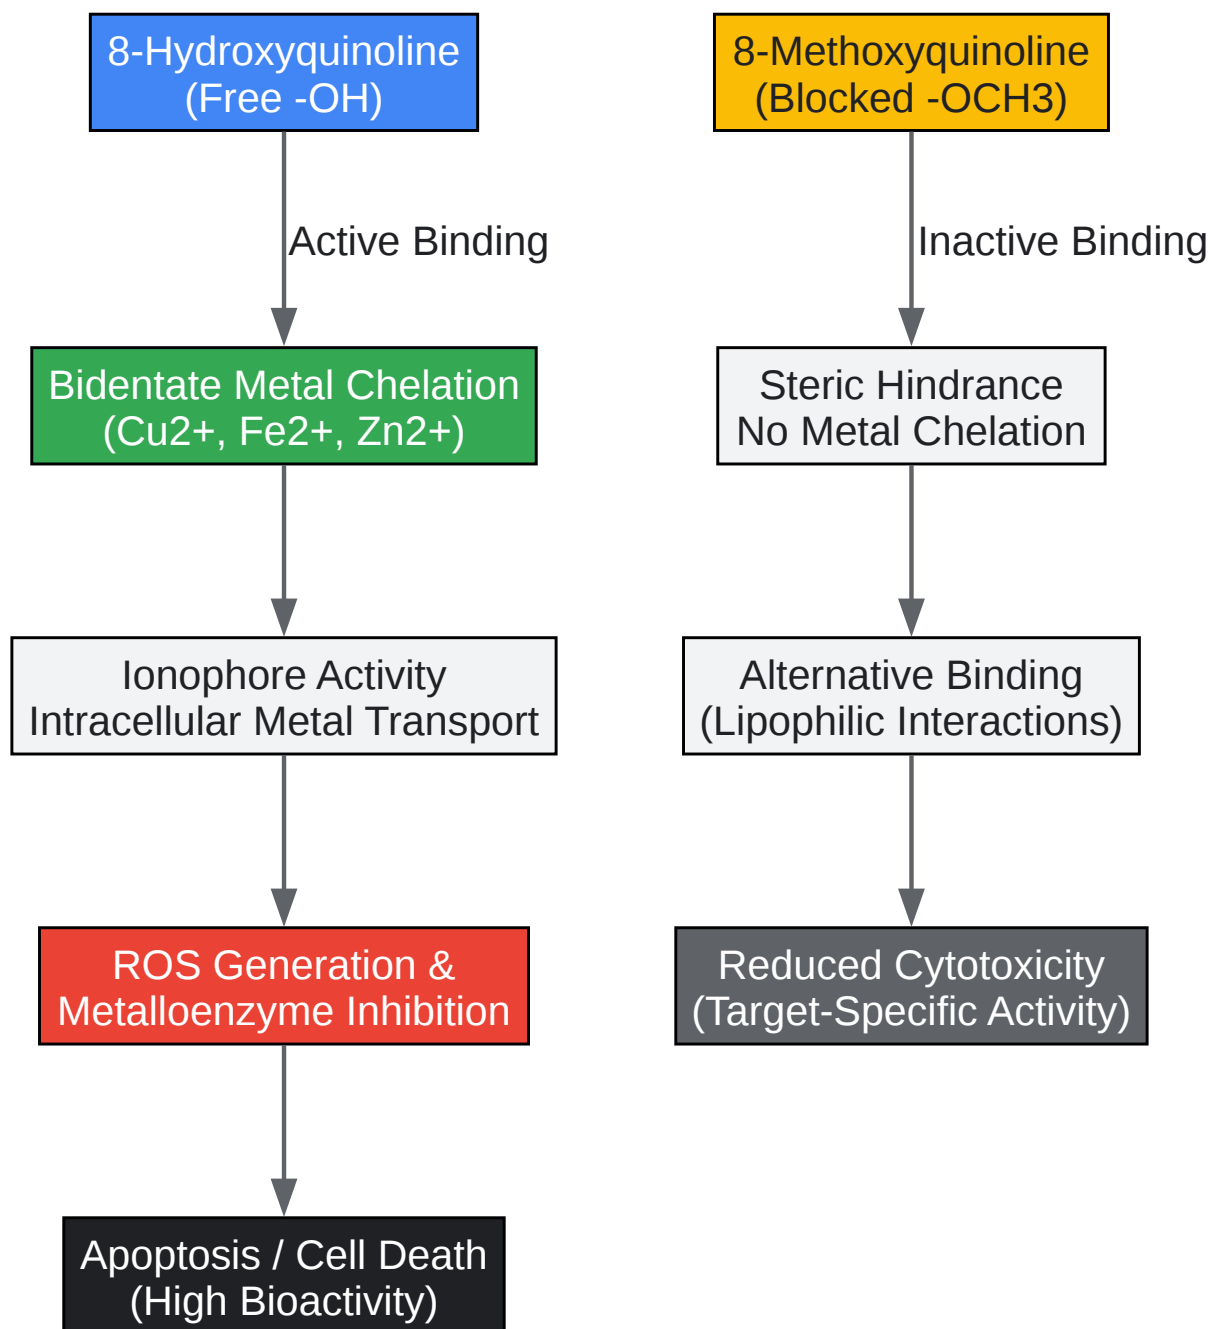 8-Hydroxyquinoline
(Free -OH)
Active Binding
Bidentate Metal Chelation
(Cu2+, Fe2+, Zn2+)
Ionophore Activity
Intracellular Metal Transport
ROS Generation &
Metalloenzyme Inhibition
Apoptosis / Cell Death
(High Bioactivity)
8-Methoxyquinoline
(Blocked -OCH3)
Inactive Binding
Steric Hindrance
No Metal Chelation
Alternative Binding
(Lipophilic Interactions)
Reduced Cytotoxicity
(Target-Specific Activity)